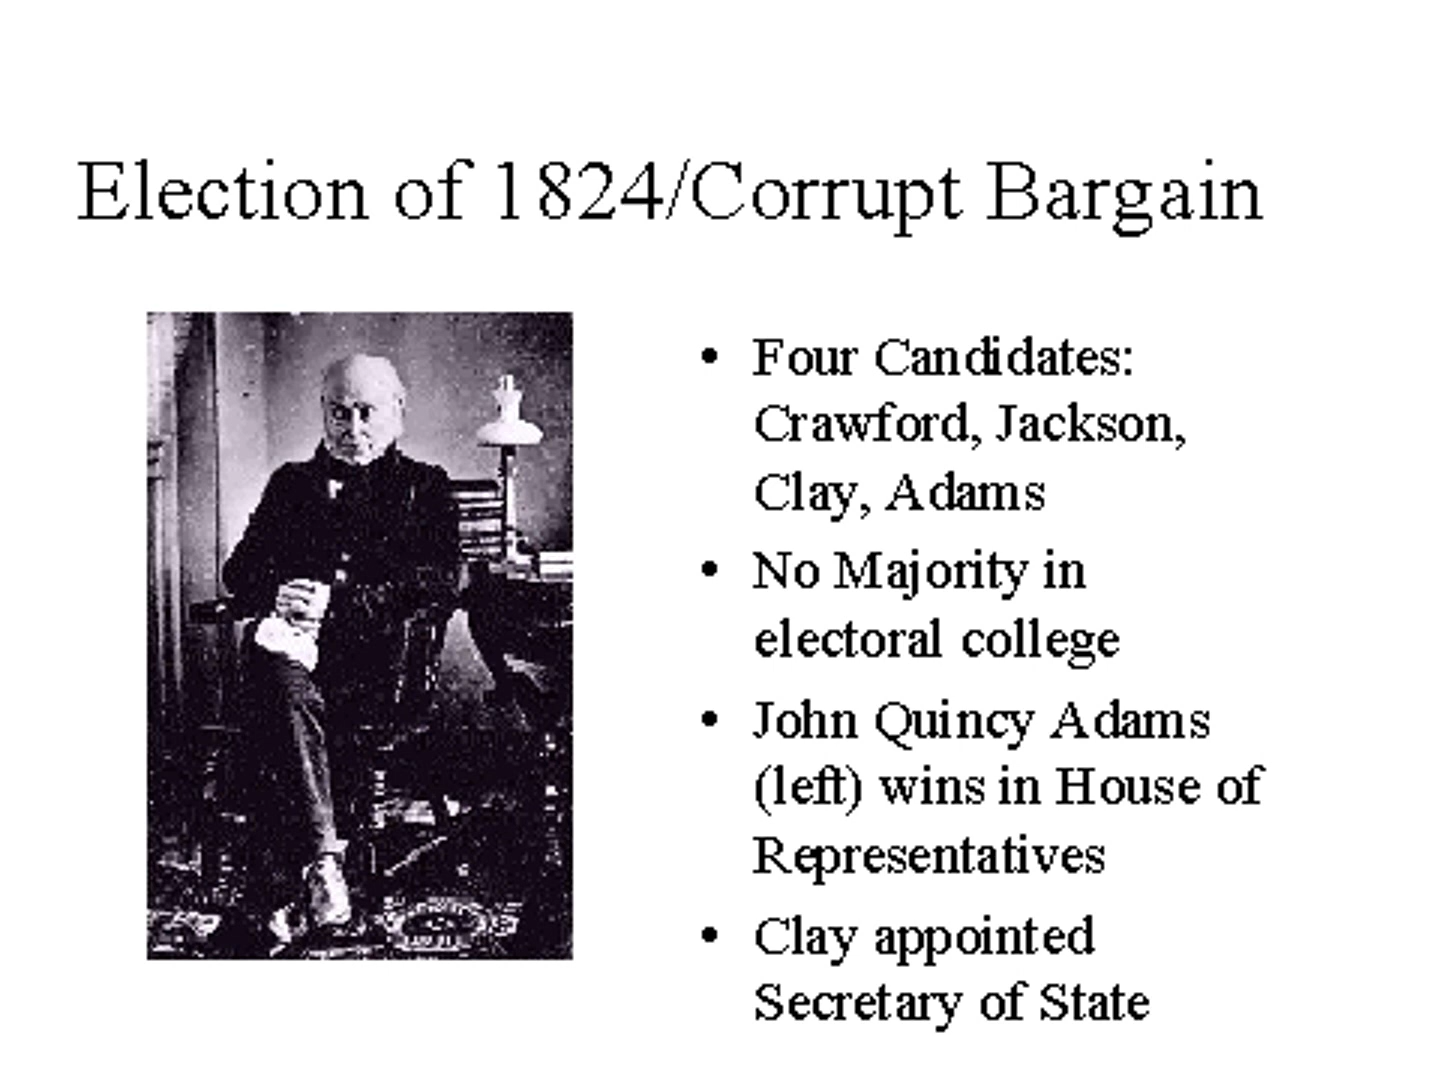 Election of 1824/Corrupt Bargain
• Four Candidates:
Crawford, Jackson,
Clay, Adams
• No Majority in
electoral college
• John Quincy Adams
(left) wins in House of
Representatives
• Clay appointed
Secretary of State